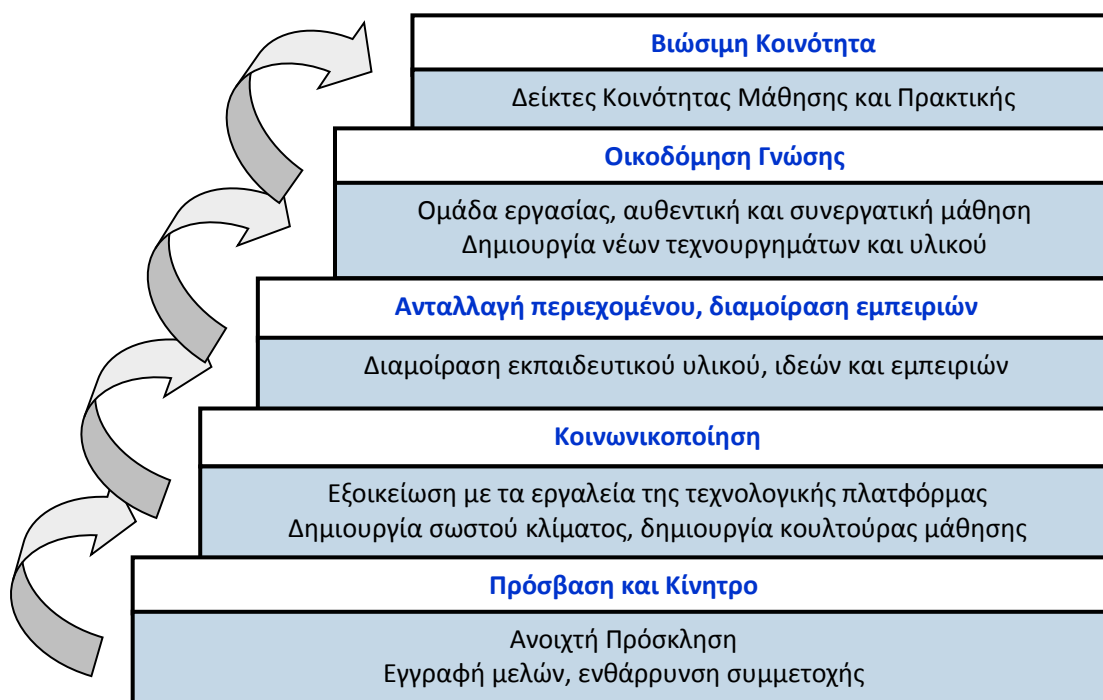 Βιώσιμη Κοινότητα
Δείκτες Κοινότητας Μάθησης και Πρακτικής
Οικοδόμηση Γνώσης
Ομάδα εργασίας, αυθεντική και συνεργατική μάθηση
Δημιουργία νέων τεχνουργημάτων και υλικού
Ανταλλαγή περιεχομένου, διαμοίραση εμπειριών
Διαμοίραση εκπαιδευτικού υλικού, ιδεών και εμπειριών
Κοινωνικοποίηση
Εξοικείωση με τα εργαλεία της τεχνολογικής πλατφόρμας
Δημιουργία σωστού κλίματος, δημιουργία κουλτούρας μάθησης
Πρόσβαση και Κίνητρο
Ανοιχτή Πρόσκληση
Εγγραφή μελών, ενθάρρυνση συμμετοχής